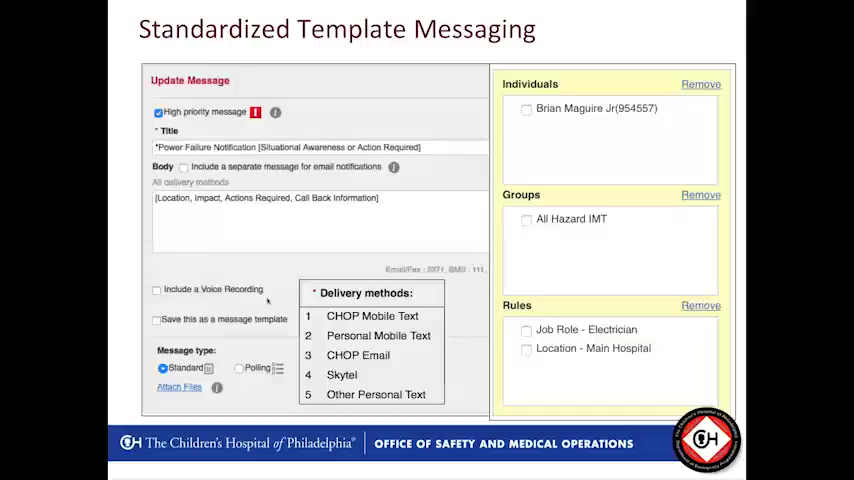 Standardized Template Messaging
Update Message
High priority message
* Title
*Power Failure Notification [Situational Awareness or Action Required]
Body Include a separate message for email notifications
All delivery methods
[Location, Impact, Actions Required, Call Back Information]
Include a Voice Recording
Save this as a message template
Message type:
Standard Polling
Attach Files
* Delivery methods:
1 CHOP Mobile Text
2 Personal Mobile Text
3 CHOP Email
4 Skytel
5 Other Personal Text
Individuals Remove
Brian Maguire Jr(954557)
Groups Remove
All Hazard IMT
Rules Remove
Job Role - Electrician
Location - Main Hospital
The Children's Hospital of Philadelphia® OFFICE OF SAFETY AND MEDICAL OPERATIONS